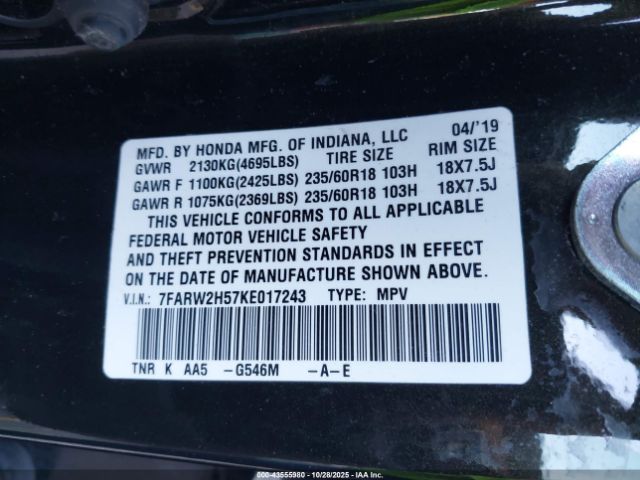 MFD. BY HONDA MFG. OF INDIANA, LLC 04/'19
GVWR 2130KG(4695LBS) TIRE SIZE RIM SIZE
GAWR F 1100KG(2425LBS) 235/60R18 103H 18X7.5J
GAWR R 1075KG(2369LBS) 235/60R18 103H 18X7.5J
THIS VEHICLE CONFORMS TO ALL APPLICABLE
FEDERAL MOTOR VEHICLE SAFETY
AND THEFT PREVENTION STANDARDS IN EFFECT
ON THE DATE OF MANUFACTURE SHOWN ABOVE.
V.I.N.: 7FARW2H57KE017243 TYPE: MPV
TNR K AA5 -G546M -A-E
000-43555980 | 10/28/2025 | IAAI.com